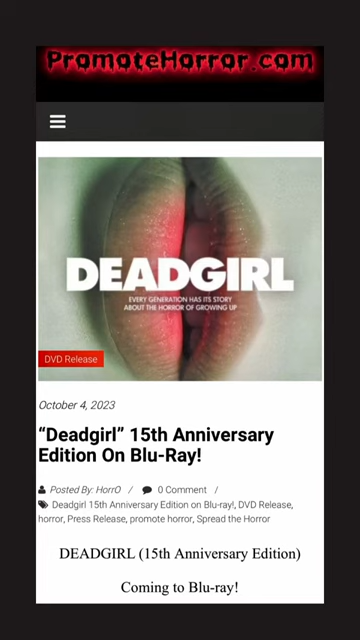 PromoteHorror.com
DEADGIRL
EVERY GENERATION HAS ITS STORY
ABOUT THE HORROR OF GROWING UP
DVD Release
October 4, 2023
“Deadgirl” 15th Anniversary
Edition On Blu-Ray!
Posted By: HorrO / 0 Comment /
Deadgirl 15th Anniversary Edition on Blu-ray!, DVD Release,
horror, Press Release, promote horror, Spread the Horror
DEADGIRL (15th Anniversary Edition)
Coming to Blu-ray!